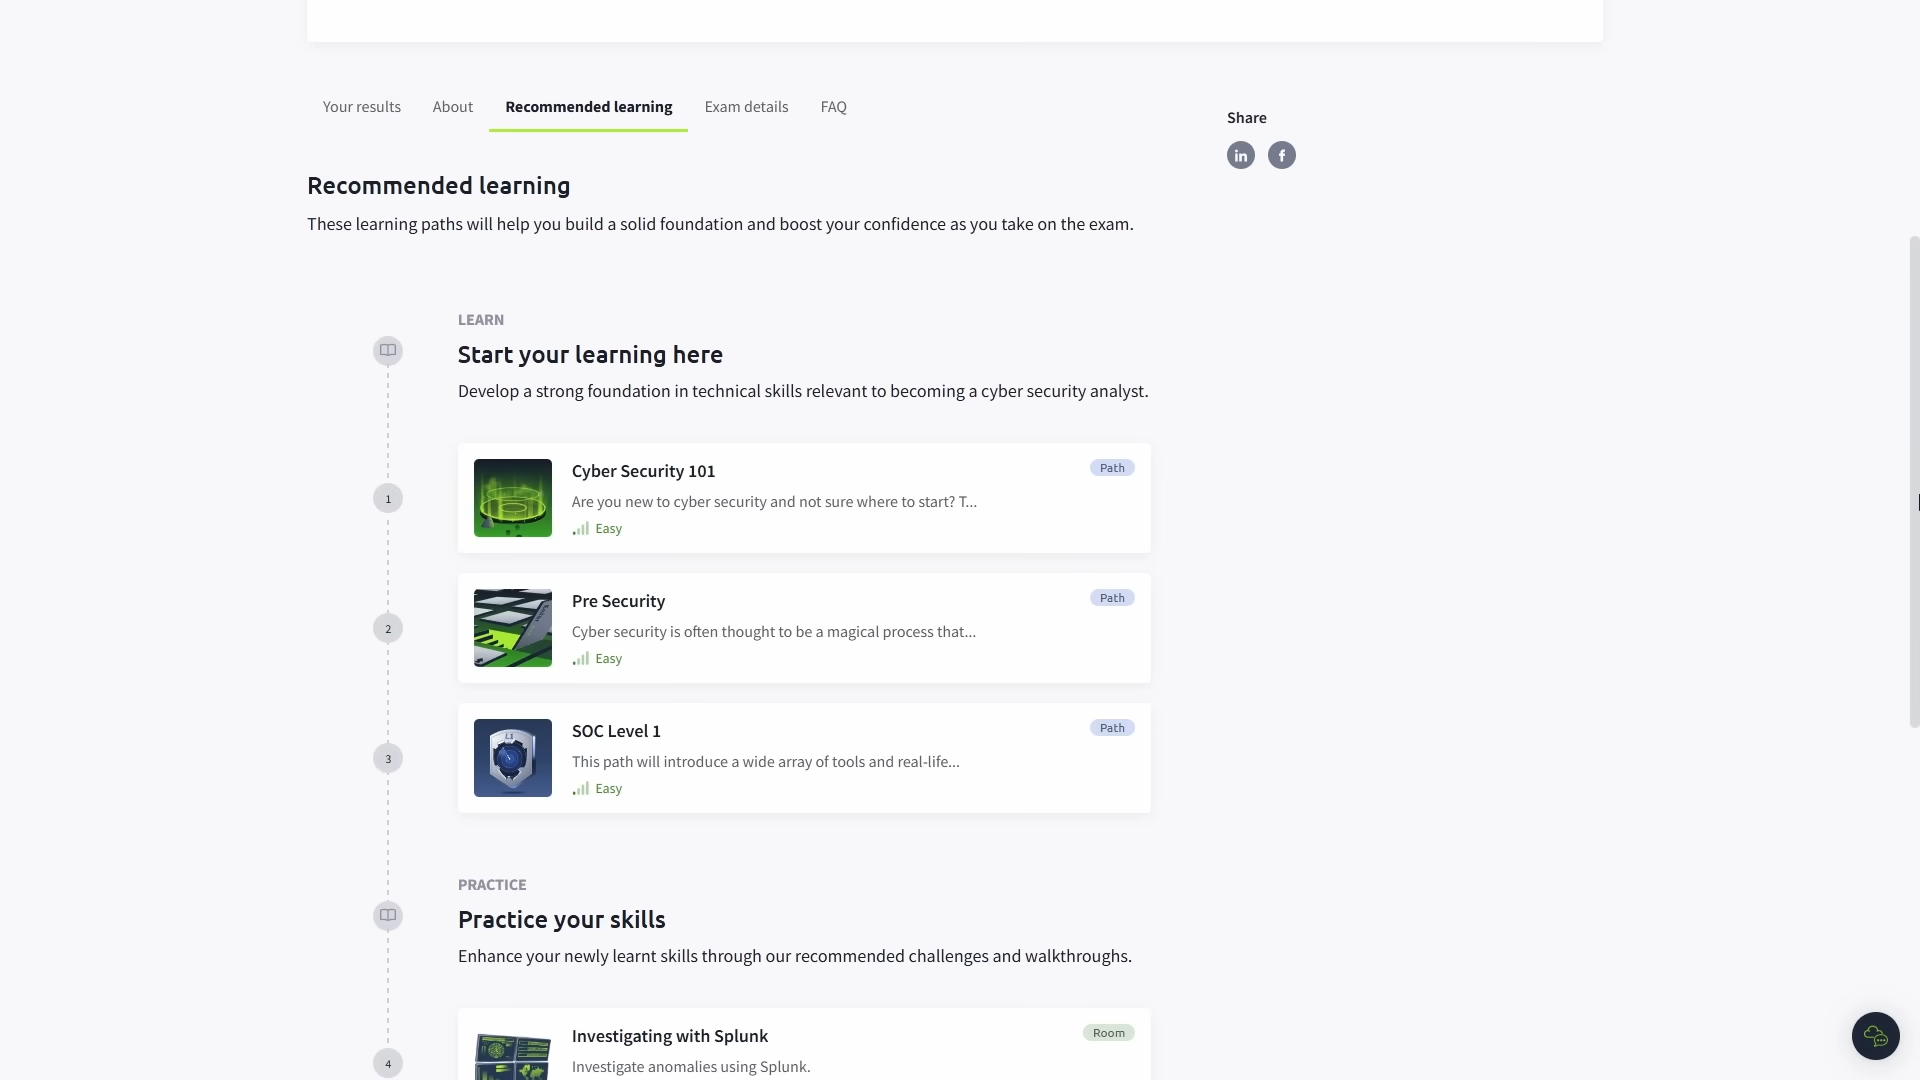 Your results
About
Recommended learning
Exam details
FAQ
Share
in
f
Recommended learning
These learning paths will help you build a solid foundation and boost your confidence as you take on the exam.
LEARN
Start your learning here
Develop a strong foundation in technical skills relevant to becoming a cyber security analyst.
1
Cyber Security 101
Path
Are you new to cyber security and not sure where to start? T...
Easy
2
Pre Security
Path
Cyber security is often thought to be a magical process that...
Easy
3
L1
SOC Level 1
Path
This path will introduce a wide array of tools and real-life...
Easy
PRACTICE
Practice your skills
Enhance your newly learnt skills through our recommended challenges and walkthroughs.
4
Investigating with Splunk
Room
Investigate anomalies using Splunk.